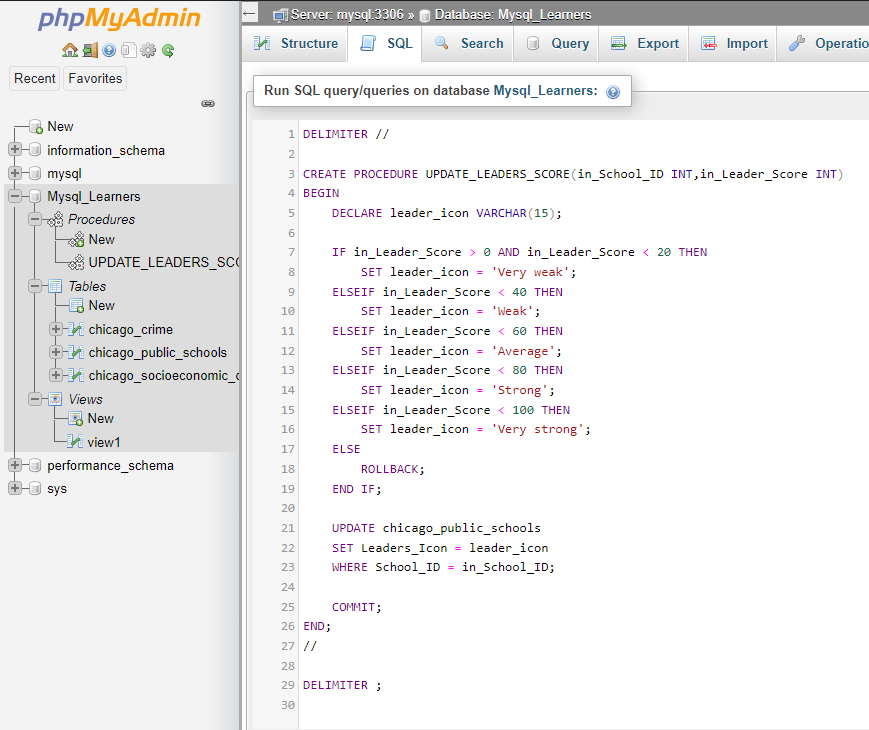 phpMyAdmin
Recent Favorites
New
information_schema
mysql
Mysql_Learners
Procedures
New
UPDATE_LEADERS_SCO
Tables
New
chicago_crime
chicago_public_schools
chicago_socioeconomic_
Views
New
view1
performance_schema
sys
← Server: mysql:3306 » Database: Mysql_Learners
Structure SQL Search Query Export Import Operatio
Run SQL query/queries on database Mysql_Learners:
1 DELIMITER //
2
3 CREATE PROCEDURE UPDATE_LEADERS_SCORE(in_School_ID INT,in_Leader_Score INT)
4 BEGIN
5 DECLARE leader_icon VARCHAR(15);
6
7 IF in_Leader_Score > 0 AND in_Leader_Score < 20 THEN
8 SET leader_icon = 'Very weak';
9 ELSEIF in_Leader_Score < 40 THEN
10 SET leader_icon = 'Weak';
11 ELSEIF in_Leader_Score < 60 THEN
12 SET leader_icon = 'Average';
13 ELSEIF in_Leader_Score < 80 THEN
14 SET leader_icon = 'Strong';
15 ELSEIF in_Leader_Score < 100 THEN
16 SET leader_icon = 'Very strong';
17 ELSE
18 ROLLBACK;
19 END IF;
20
21 UPDATE chicago_public_schools
22 SET Leaders_Icon = leader_icon
23 WHERE School_ID = in_School_ID;
24
25 COMMIT;
26 END;
27 //
28
29 DELIMITER ;
30